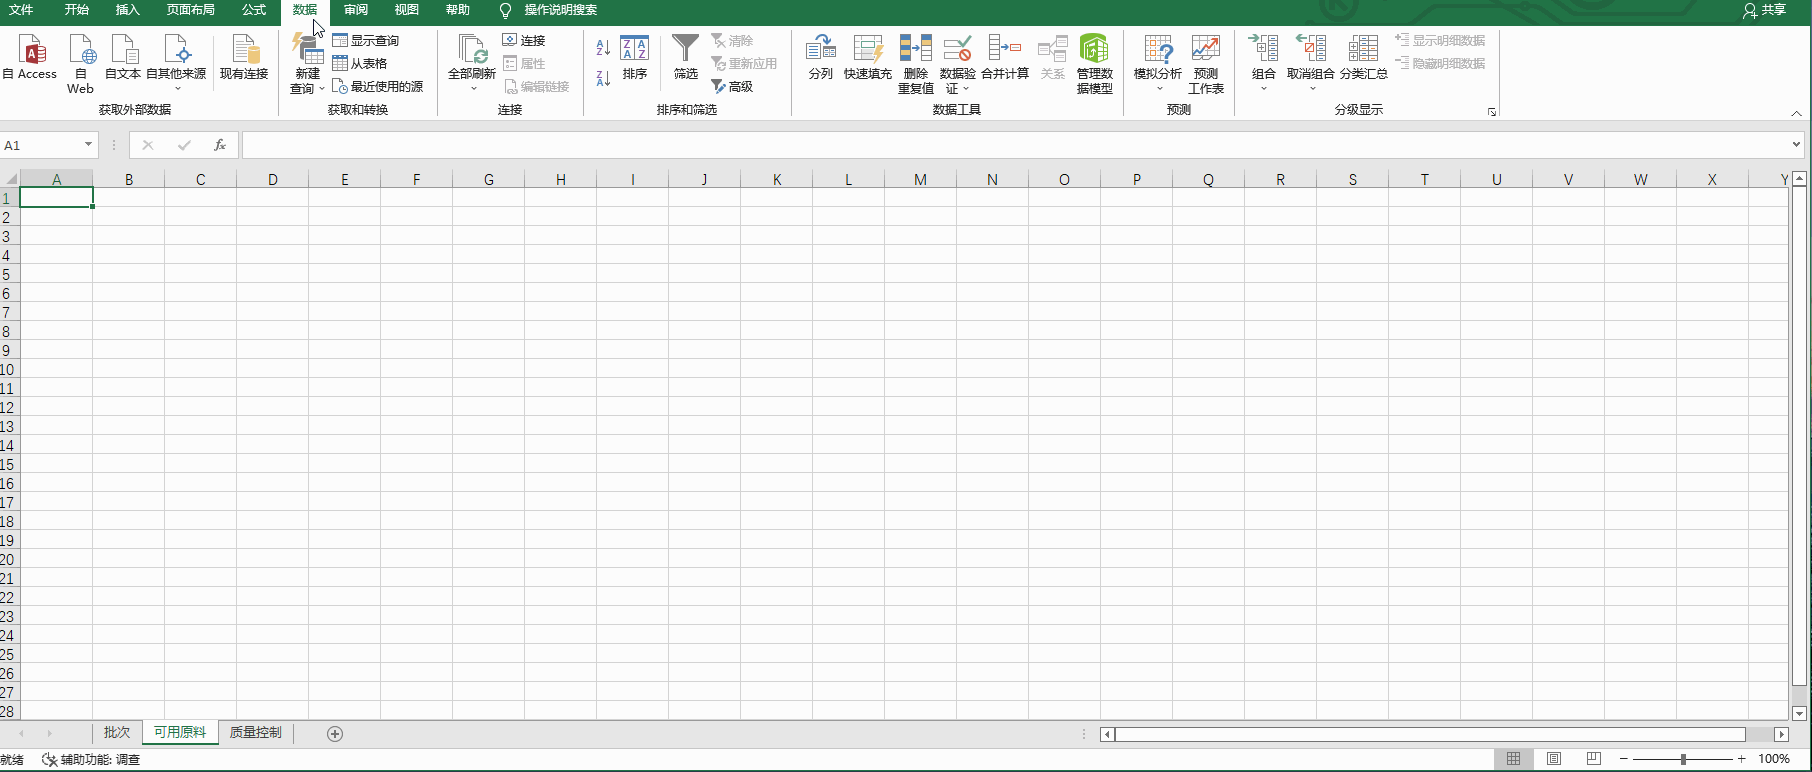 文件 开始 插入 页面布局 公式 数据 审阅 视图 帮助 操作说明搜索 共享
自 Access
自 Web
自文本
自其他来源
现有连接
获取外部数据
新建查询
显示查询
从表格
最近使用的源
获取和转换
全部刷新
连接
属性
编辑链接
连接
排序
筛选
清除
重新应用
高级
排序和筛选
分列
快速填充
删除重复值
数据验证
合并计算
关系
管理数据模型
数据工具
模拟分析
预测工作表
预测
组合
取消组合
分类汇总
显示明细数据
隐藏明细数据
分级显示
A1 fx
A B C D E F G H I J K L M N O P Q R S T U V W X Y
1
2
3
4
5
6
7
8
9
10
11
12
13
14
15
16
17
18
19
20
21
22
23
24
25
26
27
28
批次 可用原料 质量控制
就绪 辅助功能: 调查 100%